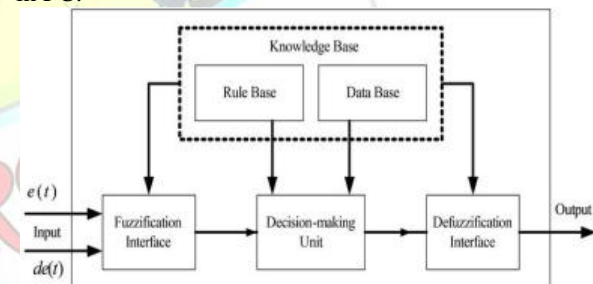 Knowledge Base
Rule Base
Data Base
e(t)
Input
de(t)
Fuzzification
Interface
Decision-making
Unit
Defuzzification
Interface
Output